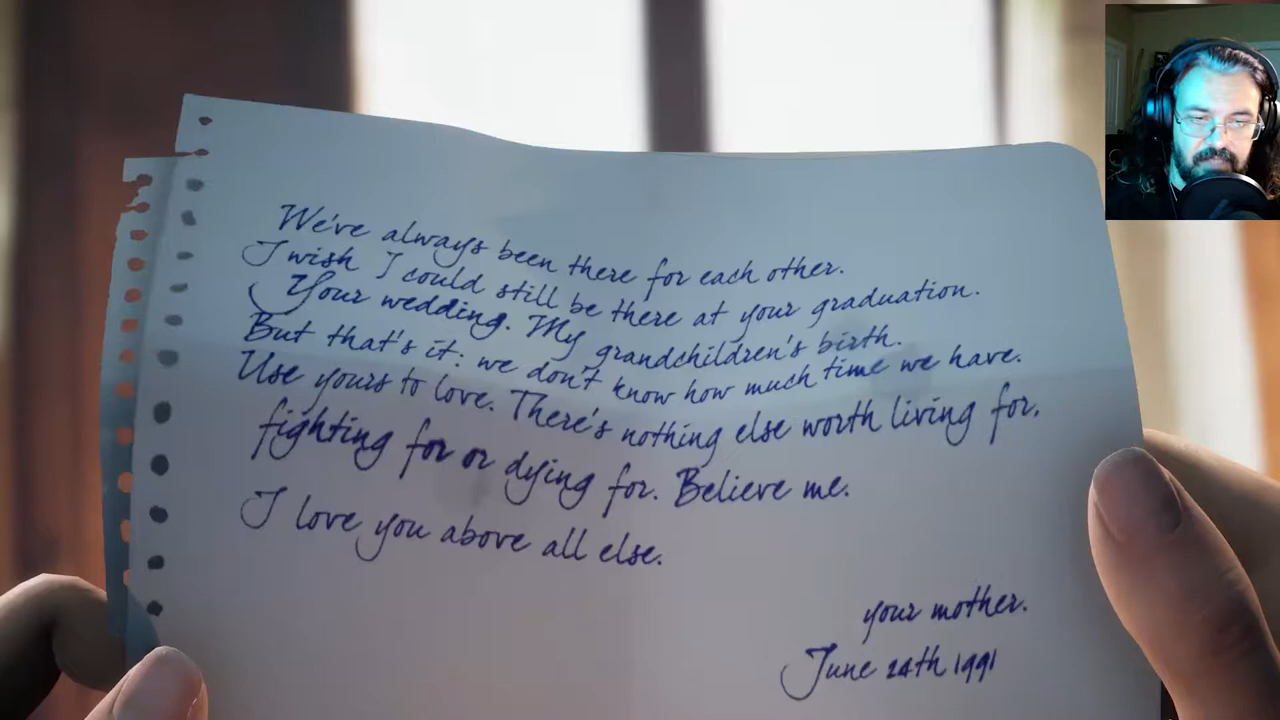 We've always been there for each other.
I wish I could still be there at your graduation.
Your wedding. My grandchildren's birth.
But that's it: we don't know how much time we have.
Use yours to love. There's nothing else worth living for,
fighting for or dying for. Believe me.
I love you above all else.
your mother.
June 24th 1991